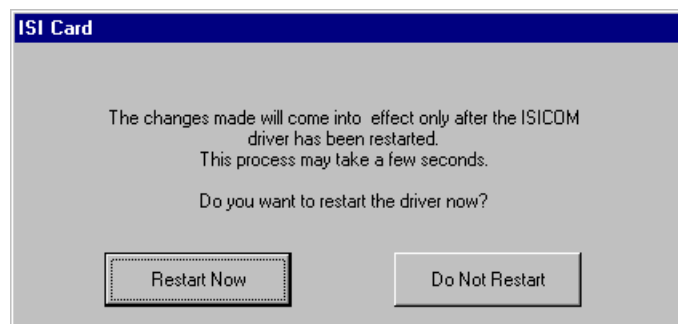 ISI Card
The changes made will come into effect only after the ISICOM
driver has been restarted.
This process may take a few seconds.
Do you want to restart the driver now?
Restart Now
Do Not Restart